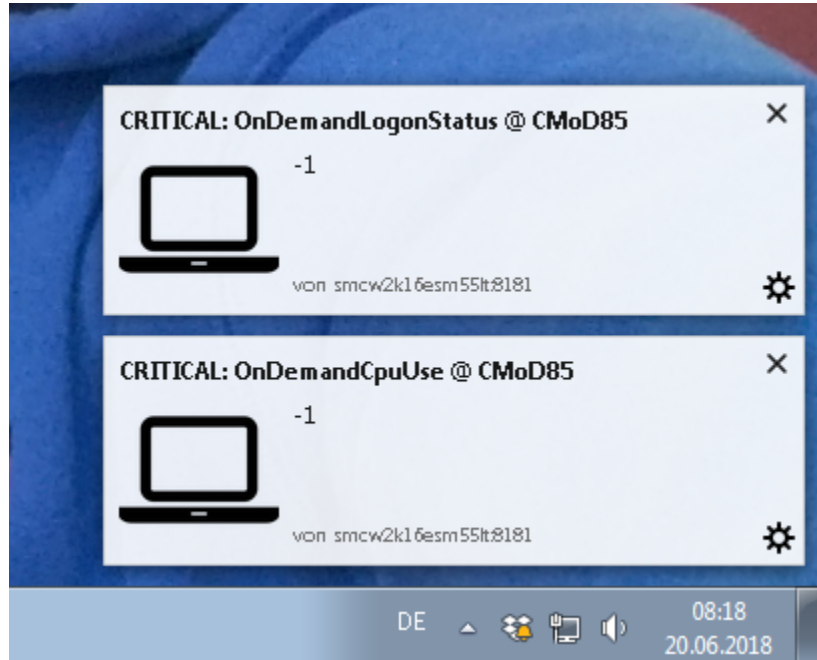 CRITICAL: OnDemandLogonStatus @ CMoD85
-1
von smcw2k16esm55lt:8181
CRITICAL: OnDemandCpuUse @ CMoD85
-1
von smcw2k16esm55lt:8181
DE
08:18
20.06.2018